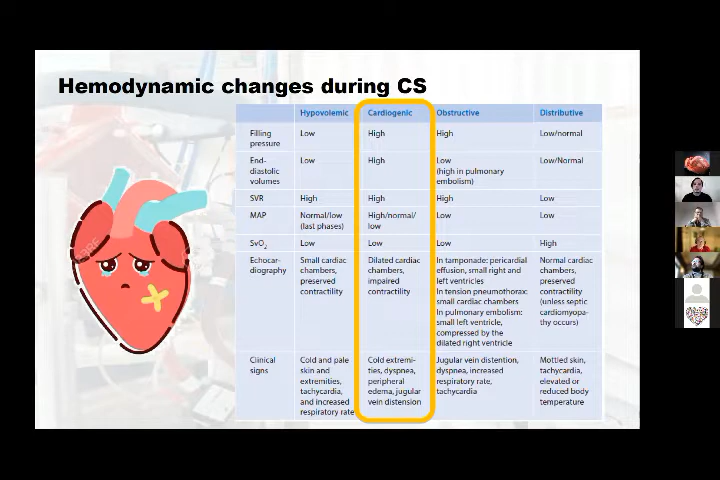 Hemodynamic changes during CS
Hypovolemic Cardiogenic Obstructive Distributive
Filling pressure Low High High Low/normal
End-diastolic volumes Low High Low (high in pulmonary embolism) Low/Normal
SVR High High High Low
MAP Normal/low (last phases) High/normal/low Low Low
SvO2 Low Low Low High
Echocar-
diography
Small cardiac
chambers,
preserved
contractility
Dilated cardiac
chambers,
impaired
contractility
In tamponade: pericardial
effusion, small right and
left ventricles
In tension pneumothorax:
small cardiac chambers
In pulmonary embolism:
small left ventricle,
compressed by the
dilated right ventricle
Normal cardiac
chambers,
preserved
contractility
(unless septic
cardiomyopa-
thy occurs)
Clinical
signs
Cold and pale
skin and
extremities,
tachycardia,
and increased
respiratory rate
Cold extremi-
ties, dyspnea,
peripheral
edema, jugular
vein distension
Jugular vein distention,
dyspnea, increased
respiratory rate,
tachycardia
Mottled skin,
tachycardia,
elevated or
reduced body
temperature